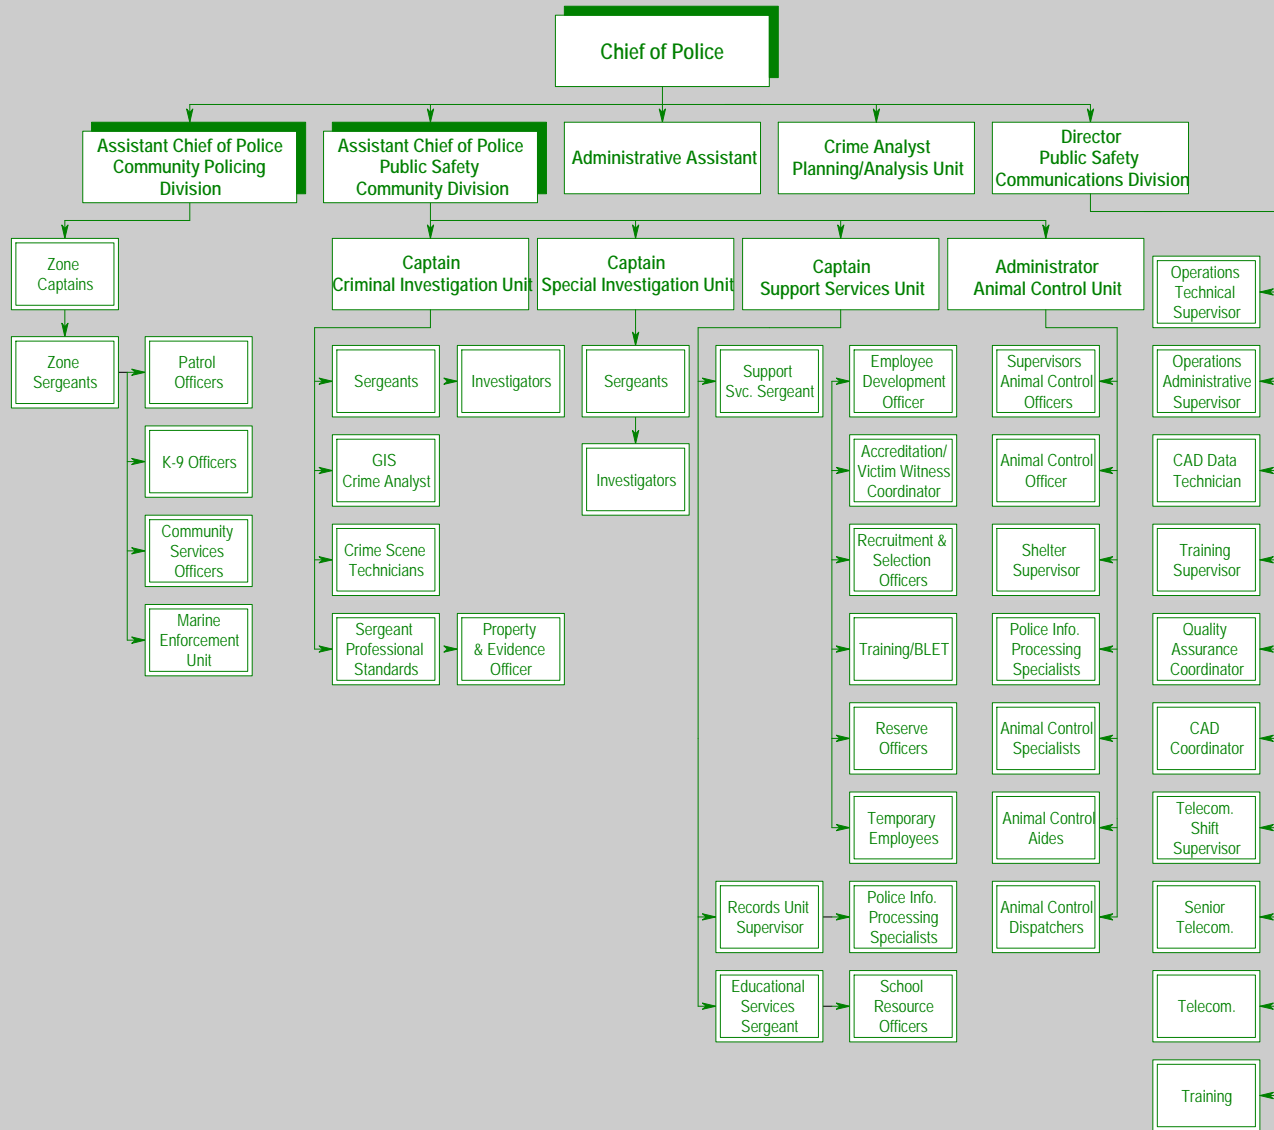 Chief of Police
Assistant Chief of Police
Community Policing
Division
Assistant Chief of Police
Public Safety
Community Division
Administrative Assistant
Crime Analyst
Planning/Analysis Unit
Director
Public Safety
Communications Division
Zone
Captains
Captain
Criminal Investigation Unit
Captain
Special Investigation Unit
Captain
Support Services Unit
Administrator
Animal Control Unit
Operations
Technical
Supervisor
Zone
Sergeants
Patrol
Officers
Sergeants
Investigators
Sergeants
Support
Svc. Sergeant
Employee
Development
Officer
Supervisors
Animal Control
Officers
Operations
Administrative
Supervisor
K-9 Officers
GIS
Crime Analyst
Investigators
Accreditation/
Victim Witness
Coordinator
Animal Control
Officer
CAD Data
Technician
Community
Services
Officers
Crime Scene
Technicians
Recruitment &
Selection
Officers
Shelter
Supervisor
Training
Supervisor
Marine
Enforcement
Unit
Sergeant
Professional
Standards
Property
& Evidence
Officer
Training/BLET
Police Info.
Processing
Specialists
Quality
Assurance
Coordinator
Reserve
Officers
Animal Control
Specialists
CAD
Coordinator
Temporary
Employees
Animal Control
Aides
Telecom.
Shift
Supervisor
Records Unit
Supervisor
Police Info.
Processing
Specialists
Animal Control
Dispatchers
Senior
Telecom.
Educational
Services
Sergeant
School
Resource
Officers
Telecom.
Training